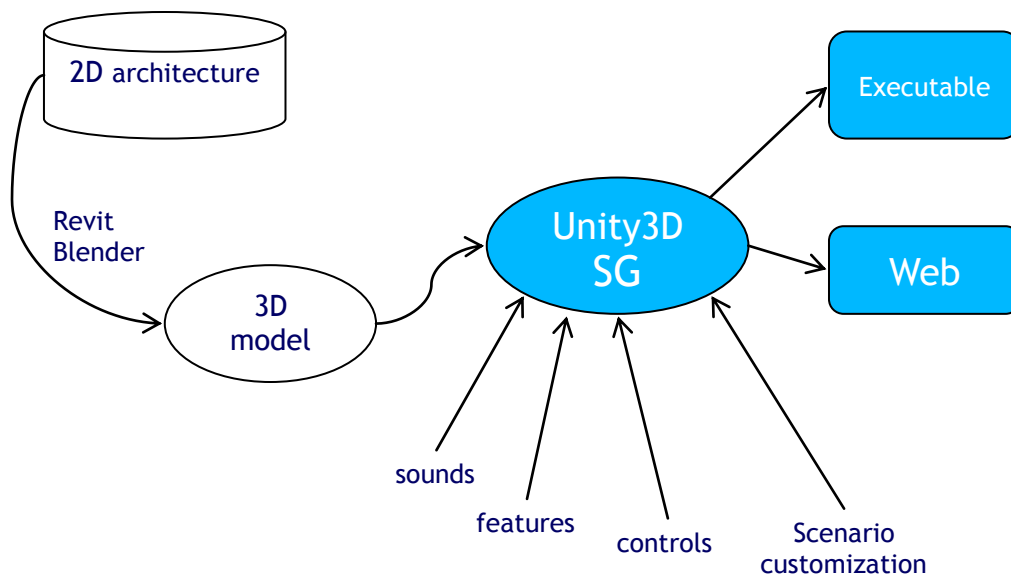 2D architecture
Executable
Revit
Blender
Unity3D
SG
Web
3D
model
sounds
features
controls
Scenario
customization